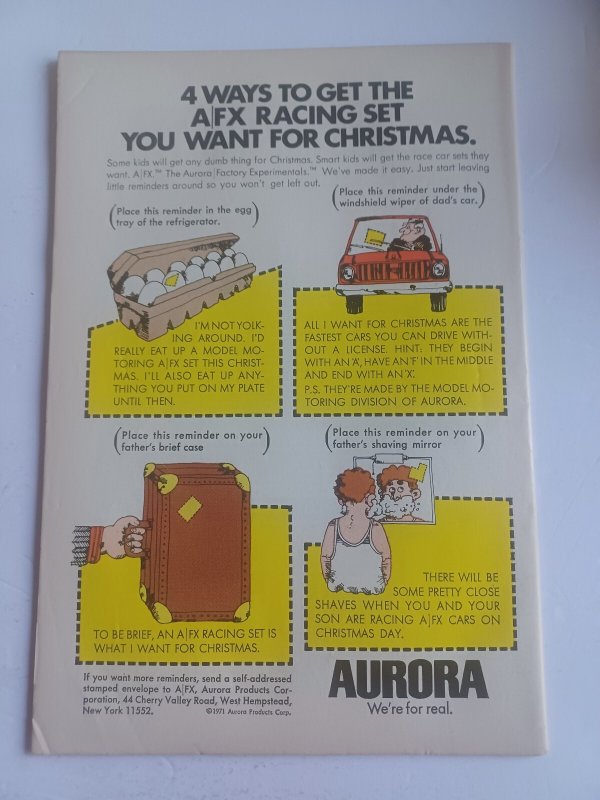 4 WAYS TO GET THE
A|FX RACING SET
YOU WANT FOR CHRISTMAS.
Some kids will get any dumb thing for Christmas. Smart kids will get the race car sets they
want. A|FX.™ The Aurora|Factory Experimentals.™ We've made it easy. Just start leaving
little reminders around so you won't get left out.
(Place this reminder in the egg
tray of the refrigerator.)
I'M NOT YOLK-
ING AROUND. I'D
REALLY EAT UP A MODEL MO-
TORING A|FX SET THIS CHRIST-
MAS. I'LL ALSO EAT UP ANY-
THING YOU PUT ON MY PLATE
UNTIL THEN.
(Place this reminder under the
windshield wiper of dad's car.)
ALL I WANT FOR CHRISTMAS ARE THE
FASTEST CARS YOU CAN DRIVE WITH-
OUT A LICENSE. HINT: THEY BEGIN
WITH AN 'A', HAVE AN 'F' IN THE MIDDLE
AND END WITH AN 'X'.
P.S. THEY'RE MADE BY THE MODEL MO-
TORING DIVISION OF AURORA.
(Place this reminder on your
father's brief case)
TO BE BRIEF, AN A|FX RACING SET IS
WHAT I WANT FOR CHRISTMAS.
(Place this reminder on your
father's shaving mirror)
THERE WILL BE
SOME PRETTY CLOSE
SHAVES WHEN YOU AND YOUR
SON ARE RACING A|FX CARS ON
CHRISTMAS DAY.
If you want more reminders, send a self-addressed
stamped envelope to A|FX, Aurora Products Cor-
poration, 44 Cherry Valley Road, West Hempstead,
New York 11552.
©1971 Aurora Products Corp.
AURORA
We're for real.